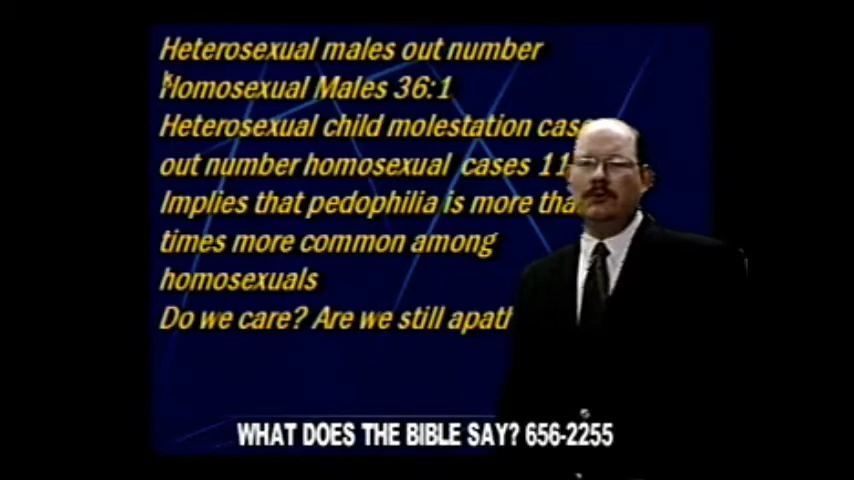 Heterosexual males out number
Homosexual Males 36:1
Heterosexual child molestation
out number homosexual cases 11
Implies that pedophilia is more
times more common among
homosexuals
Do we care? Are we still
WHAT DOES THE BIBLE SAY? 656-2255